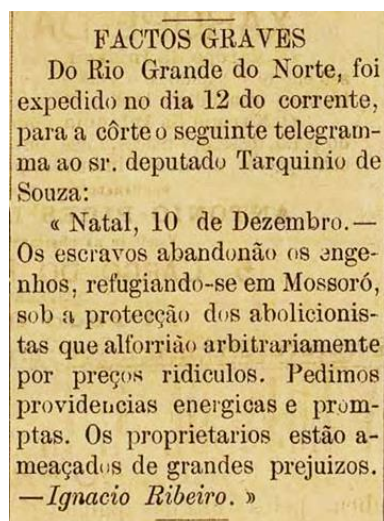 FACTOS GRAVES
Do Rio Grande do Norte, foi
expedido no dia 12 do corrente,
para a côrte o seguinte telegram-
ma ao sr. deputado Tarquinio de
Souza:
« Natal, 10 de Dezembro.—
Os escravos abandonão os enge-
nhos, refugiando-se em Mossoró,
sob a protecção dos abolicionis-
tas que alforrião arbitrariamente
por preços ridiculos. Pedimos
providencias energicas e prom-
ptas. Os proprietarios estão a-
meaçados de grandes prejuizos.
—Ignacio Ribeiro. »